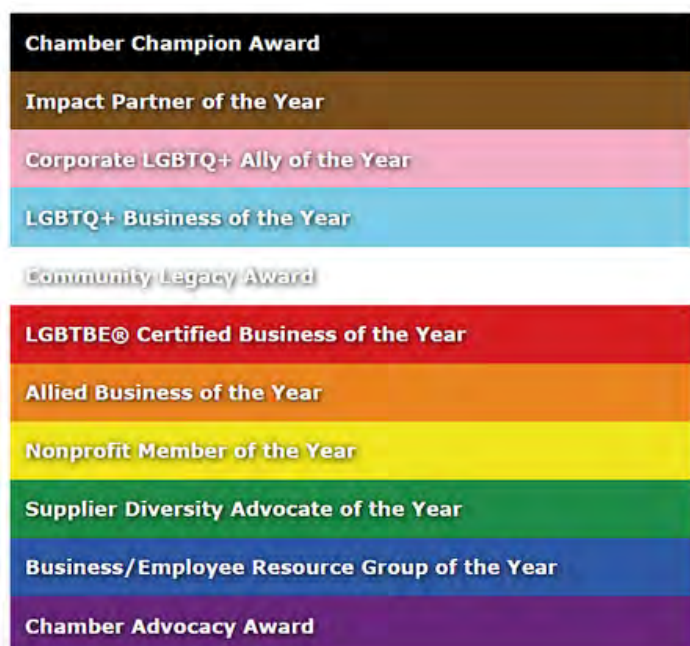 Chamber Champion Award
Impact Partner of the Year
Corporate LGBTQ+ Ally of the Year
LGBTQ+ Business of the Year
Community Legacy Award
LGBTBE® Certified Business of the Year
Allied Business of the Year
Nonprofit Member of the Year
Supplier Diversity Advocate of the Year
Business/Employee Resource Group of the Year
Chamber Advocacy Award